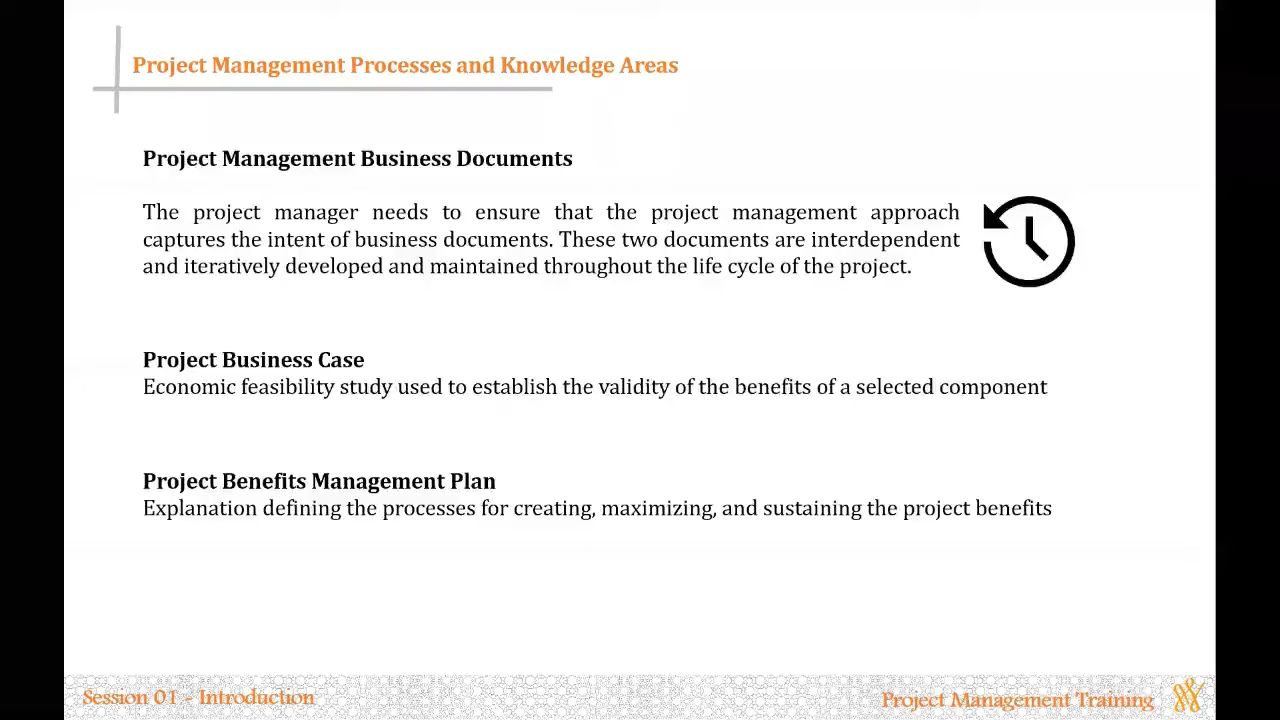 Project Management Processes and Knowledge Areas
Project Management Business Documents
The project manager needs to ensure that the project management approach
captures the intent of business documents. These two documents are interdependent
and iteratively developed and maintained throughout the life cycle of the project.
Project Business Case
Economic feasibility study used to establish the validity of the benefits of a selected component
Project Benefits Management Plan
Explanation defining the processes for creating, maximizing, and sustaining the project benefits
Session 01 - Introduction
Project Management Training